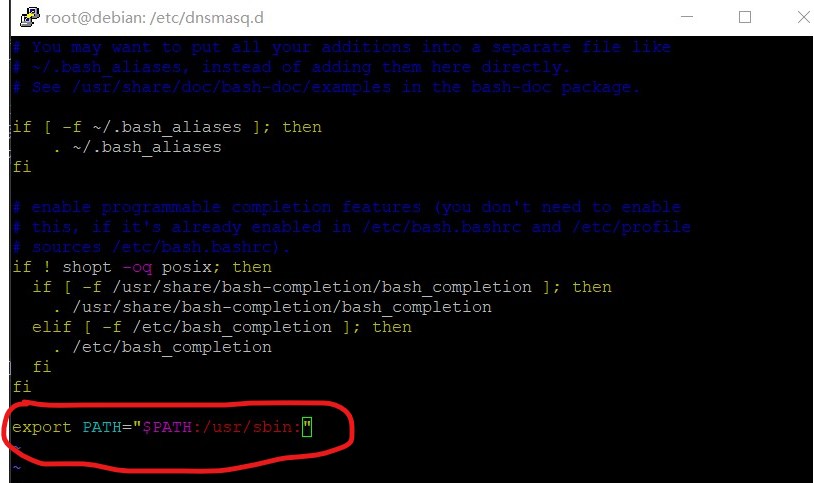 root@debian: /etc/dnsmasq.d
# You may want to put all your additions into a separate file like
# ~/.bash_aliases, instead of adding them here directly.
# See /usr/share/doc/bash-doc/examples in the bash-doc package.
if [ -f ~/.bash_aliases ]; then
    . ~/.bash_aliases
fi
# enable programmable completion features (you don't need to enable
# this, if it's already enabled in /etc/bash.bashrc and /etc/profile
# sources /etc/bash.bashrc).
if ! shopt -oq posix; then
  if [ -f /usr/share/bash-completion/bash_completion ]; then
    . /usr/share/bash-completion/bash_completion
  elif [ -f /etc/bash_completion ]; then
    . /etc/bash_completion
  fi
fi
export PATH="$PATH:/usr/sbin:"
~
~